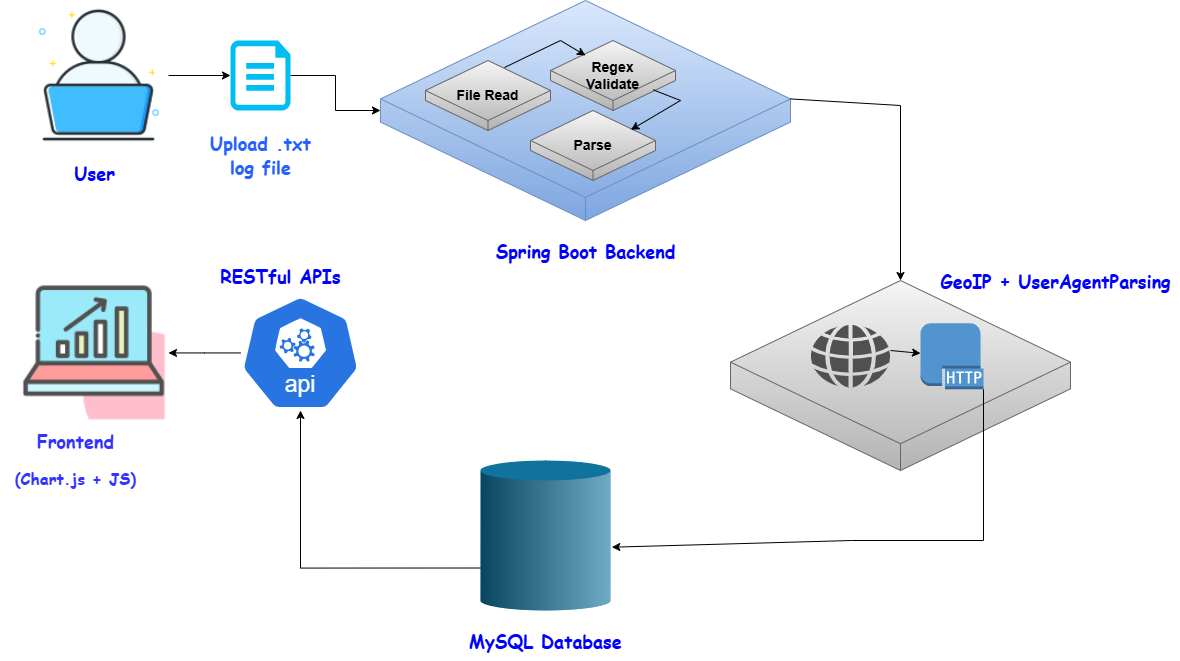 User
Upload .txt
log file
File Read
Regex
Validate
Parse
Spring Boot Backend
GeoIP + UserAgentParsing
HTTP
RESTful APIs
api
Frontend
(Chart.js + JS)
MySQL Database